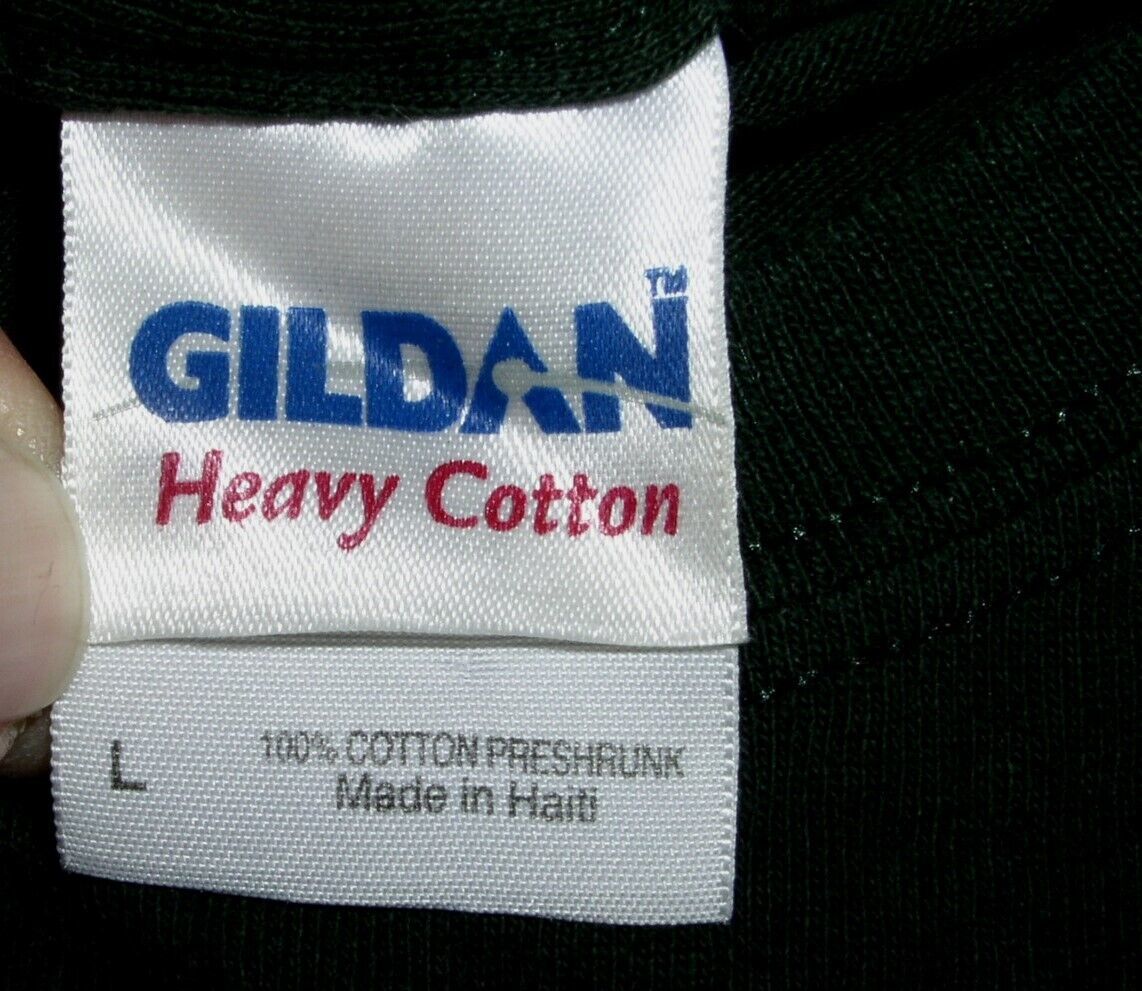 GILDAN™
Heavy Cotton
L 100% COTTON PRESHRUNK
Made in Haiti